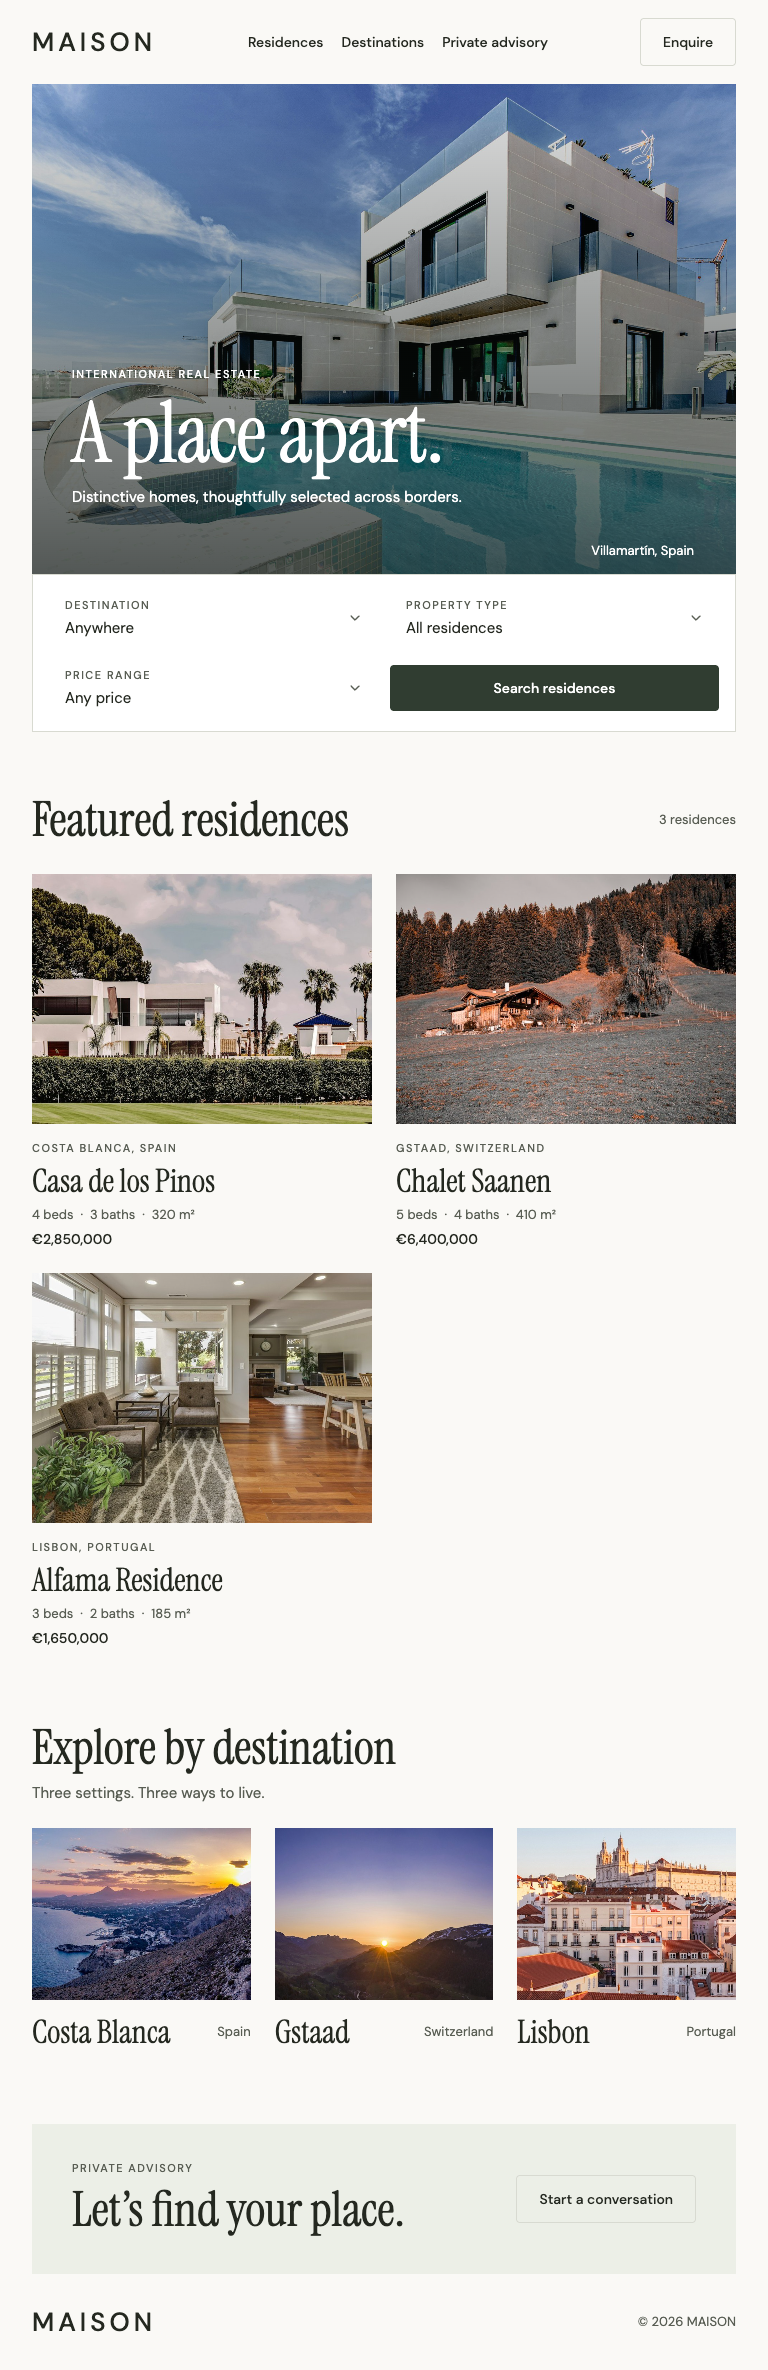 MAISON
Residences Destinations Private advisory
Enquire
INTERNATIONAL REAL ESTATE
A place apart.
Distinctive homes, thoughtfully selected across borders.
Villamartín, Spain
DESTINATION
Anywhere
PROPERTY TYPE
All residences
PRICE RANGE
Any price
Search residences
Featured residences
3 residences
COSTA BLANCA, SPAIN
Casa de los Pinos
4 beds · 3 baths · 320 m²
€2,850,000
GSTAAD, SWITZERLAND
Chalet Saanen
5 beds · 4 baths · 410 m²
€6,400,000
LISBON, PORTUGAL
Alfama Residence
3 beds · 2 baths · 185 m²
€1,650,000
Explore by destination
Three settings. Three ways to live.
Costa Blanca Spain
Gstaad Switzerland
Lisbon Portugal
PRIVATE ADVISORY
Let’s find your place.
Start a conversation
MAISON
© 2026 MAISON